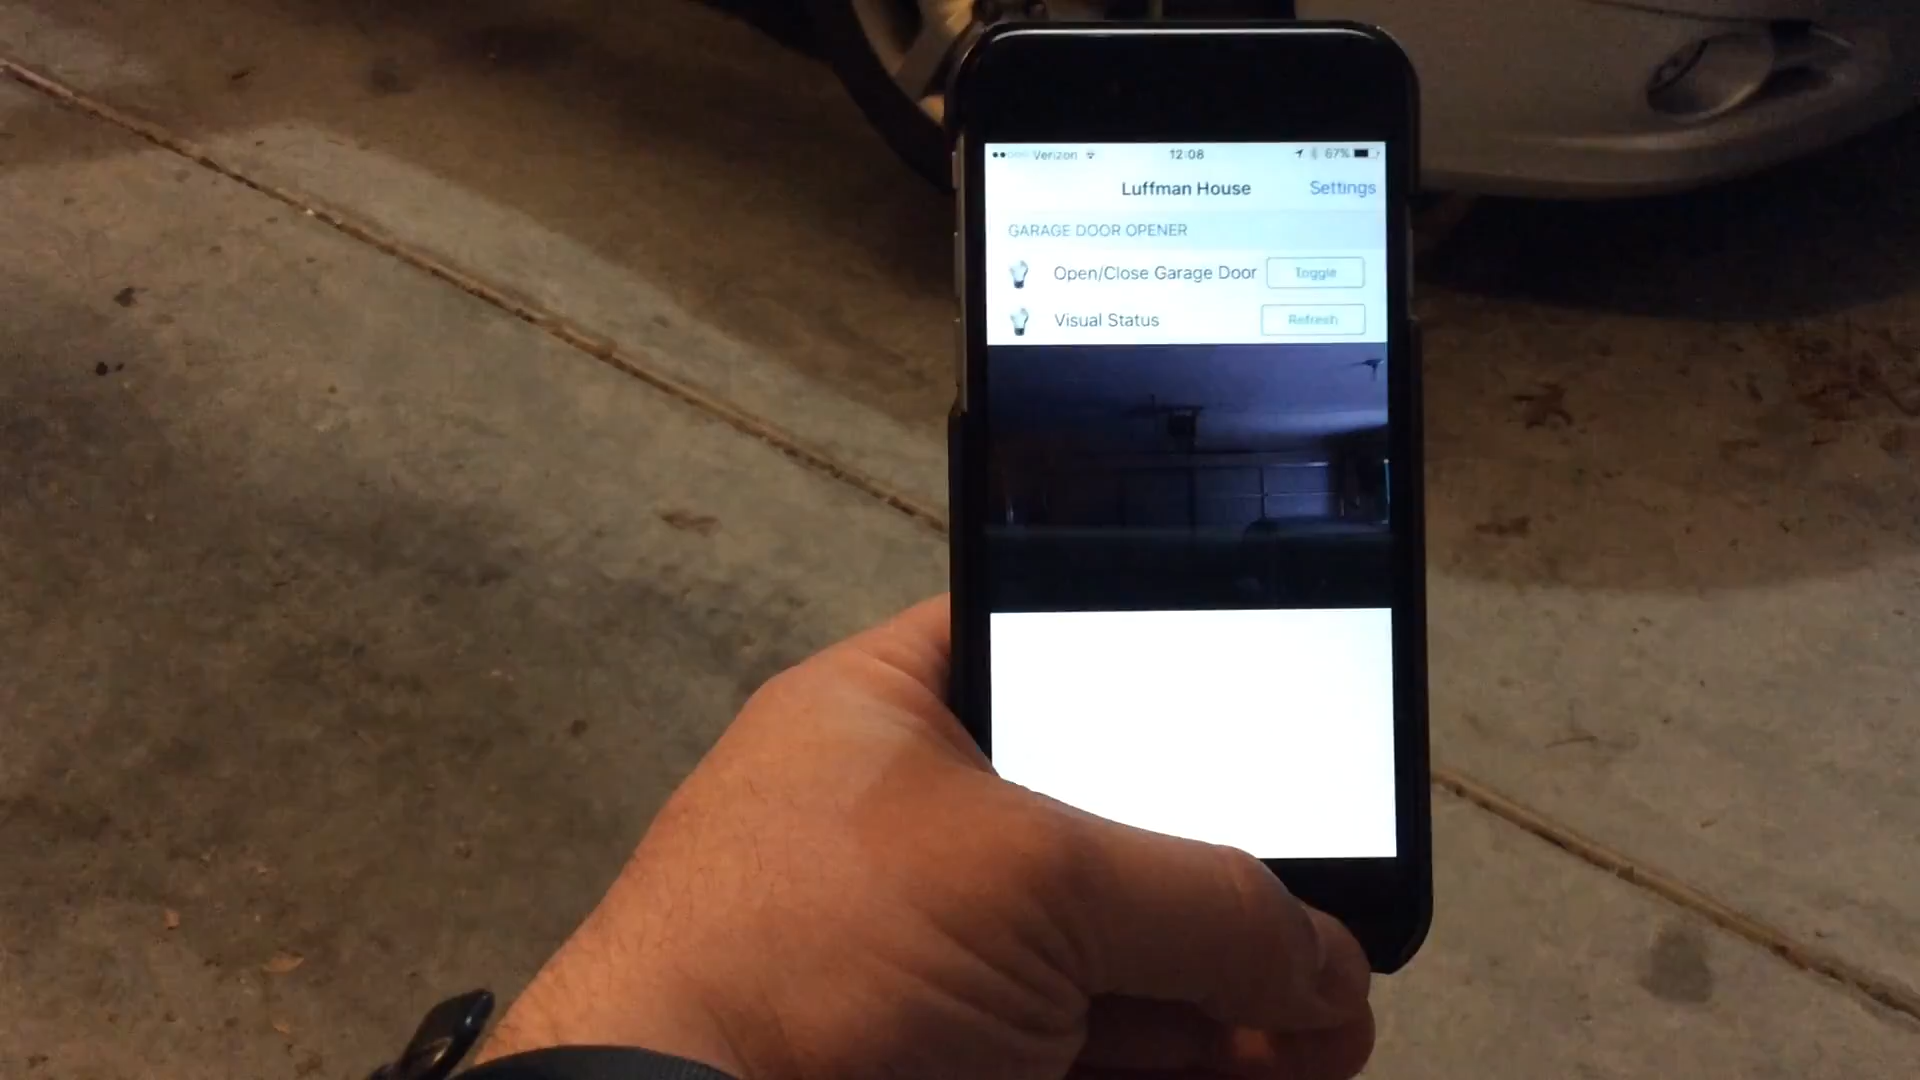 Verizon 12:08 67%
Luffman House Settings
GARAGE DOOR OPENER
Open/Close Garage Door Toggle
Visual Status Refresh